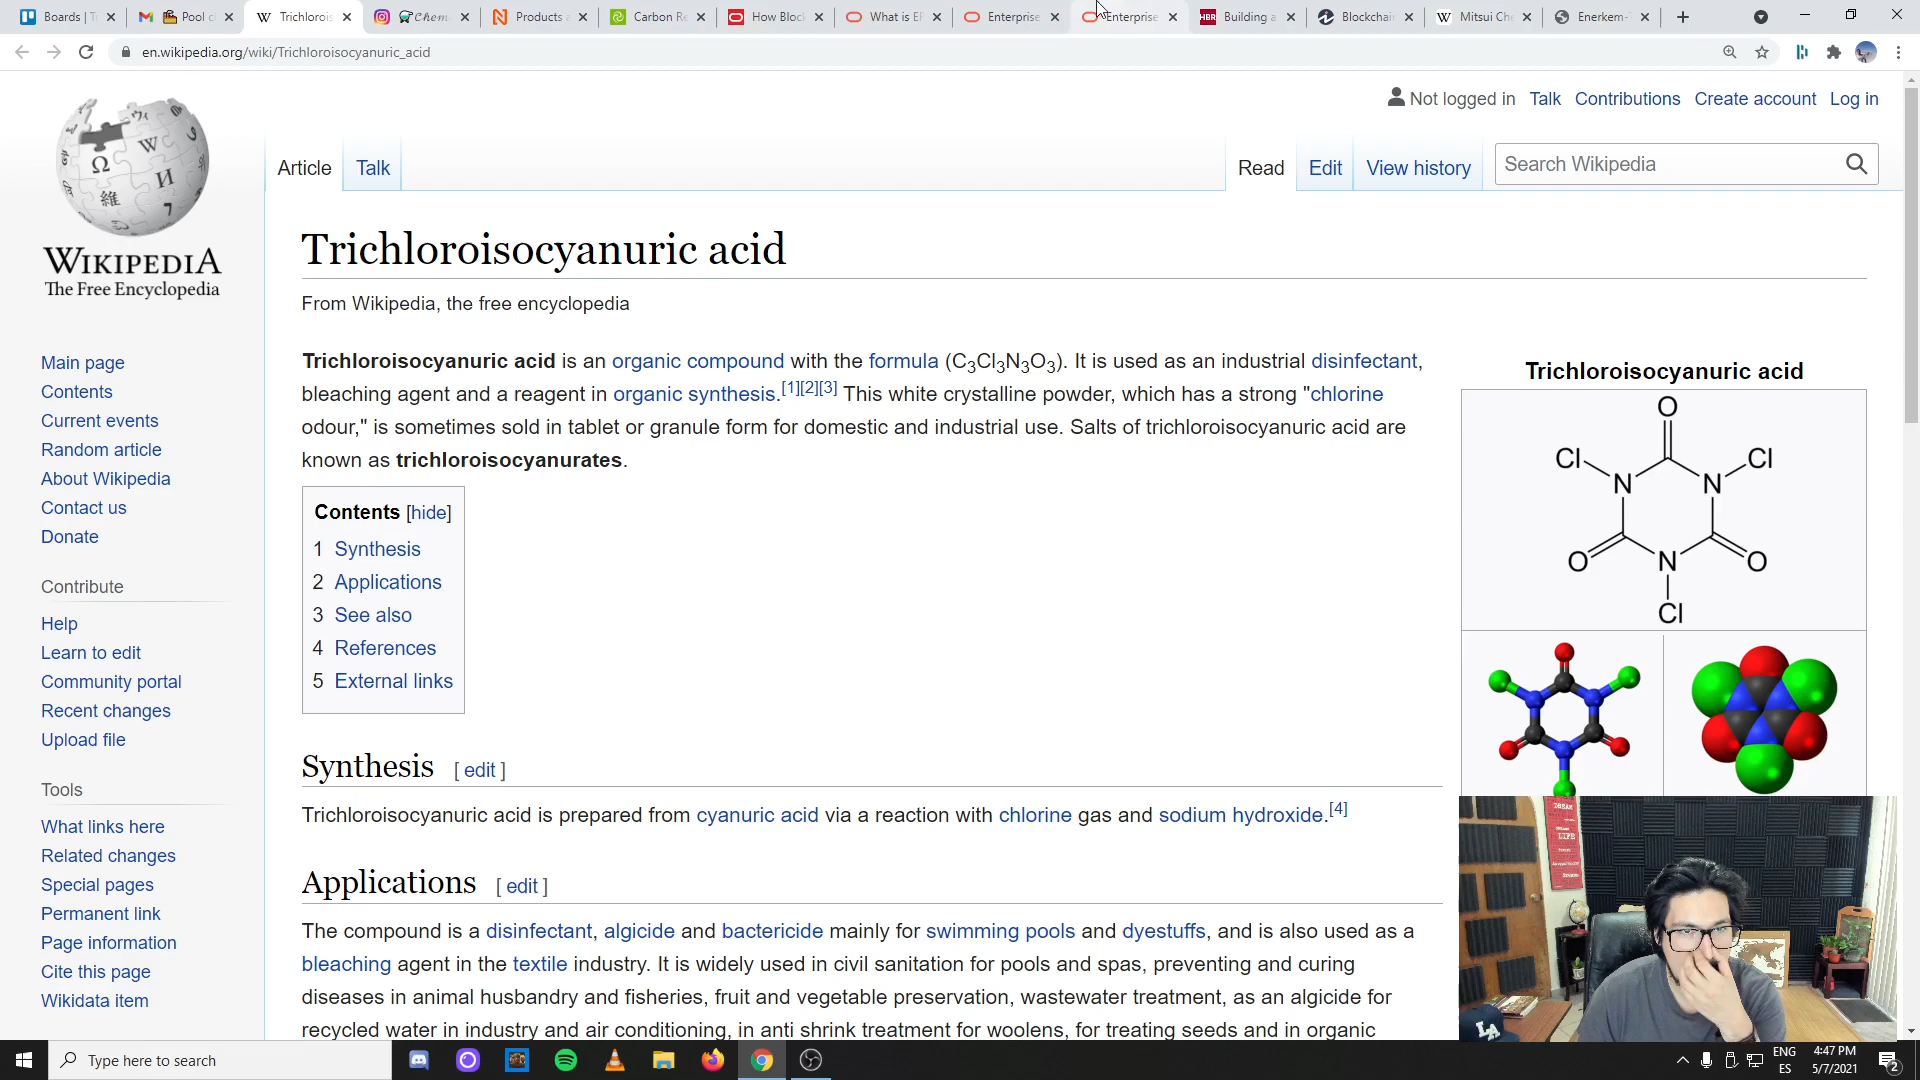 Boards | T
Pool c
Trichlorois
Chem
Products a
Carbon Re
How Bloc
What is EP
Enterprise
Enterprise
HBR Building a
Blockchai
Mitsui Ch
Enerkem-
en.wikipedia.org/wiki/Trichloroisocyanuric_acid
Not logged in Talk Contributions Create account Log in
Article Talk Read Edit View history Search Wikipedia
WIKIPEDIA
The Free Encyclopedia
Main page
Contents
Current events
Random article
About Wikipedia
Contact us
Donate
Contribute
Help
Learn to edit
Community portal
Recent changes
Upload file
Tools
What links here
Related changes
Special pages
Permanent link
Page information
Cite this page
Wikidata item
Trichloroisocyanuric acid
From Wikipedia, the free encyclopedia
Trichloroisocyanuric acid is an organic compound with the formula (C3Cl3N3O3). It is used as an industrial disinfectant,
bleaching agent and a reagent in organic synthesis.[1][2][3] This white crystalline powder, which has a strong "chlorine
odour," is sometimes sold in tablet or granule form for domestic and industrial use. Salts of trichloroisocyanuric acid are
known as trichloroisocyanurates.
Contents [hide]
1 Synthesis
2 Applications
3 See also
4 References
5 External links
Synthesis [ edit ]
Trichloroisocyanuric acid is prepared from cyanuric acid via a reaction with chlorine gas and sodium hydroxide.[4]
Applications [ edit ]
The compound is a disinfectant, algicide and bactericide mainly for swimming pools and dyestuffs, and is also used as a
bleaching agent in the textile industry. It is widely used in civil sanitation for pools and spas, preventing and curing
diseases in animal husbandry and fisheries, fruit and vegetable preservation, wastewater treatment, as an algicide for
recycled water in industry and air conditioning, in anti shrink treatment for woolens, for treating seeds and in organic
Trichloroisocyanuric acid
O
Cl Cl
N N
O N O
Cl
DREAM
LIFE
LA
Type here to search
ENG
ES
4:47 PM
5/7/2021
2